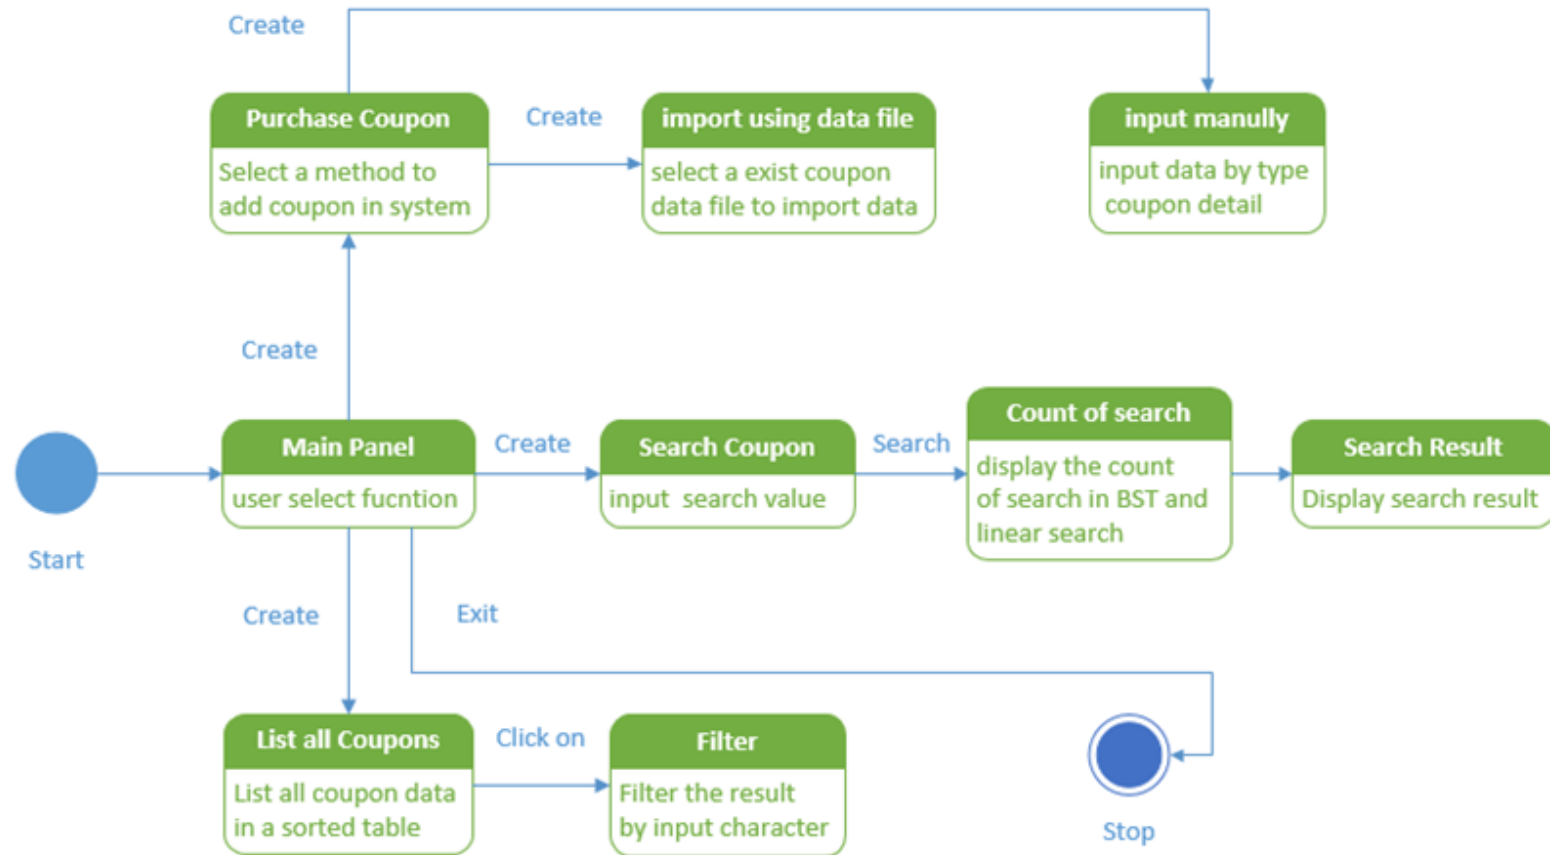 Create
Purchase Coupon
Select a method to
add coupon in system
Create
import using data file
select a exist coupon
data file to import data
input manully
input data by type
coupon detail
Create
Start
Main Panel
user select fucntion
Create
Search Coupon
input  search value
Search
Count of search
display the count
of search in BST and
linear search
Search Result
Display search result
Create
Exit
List all Coupons
List all coupon data
in a sorted table
Click on
Filter
Filter the result
by input character
Stop